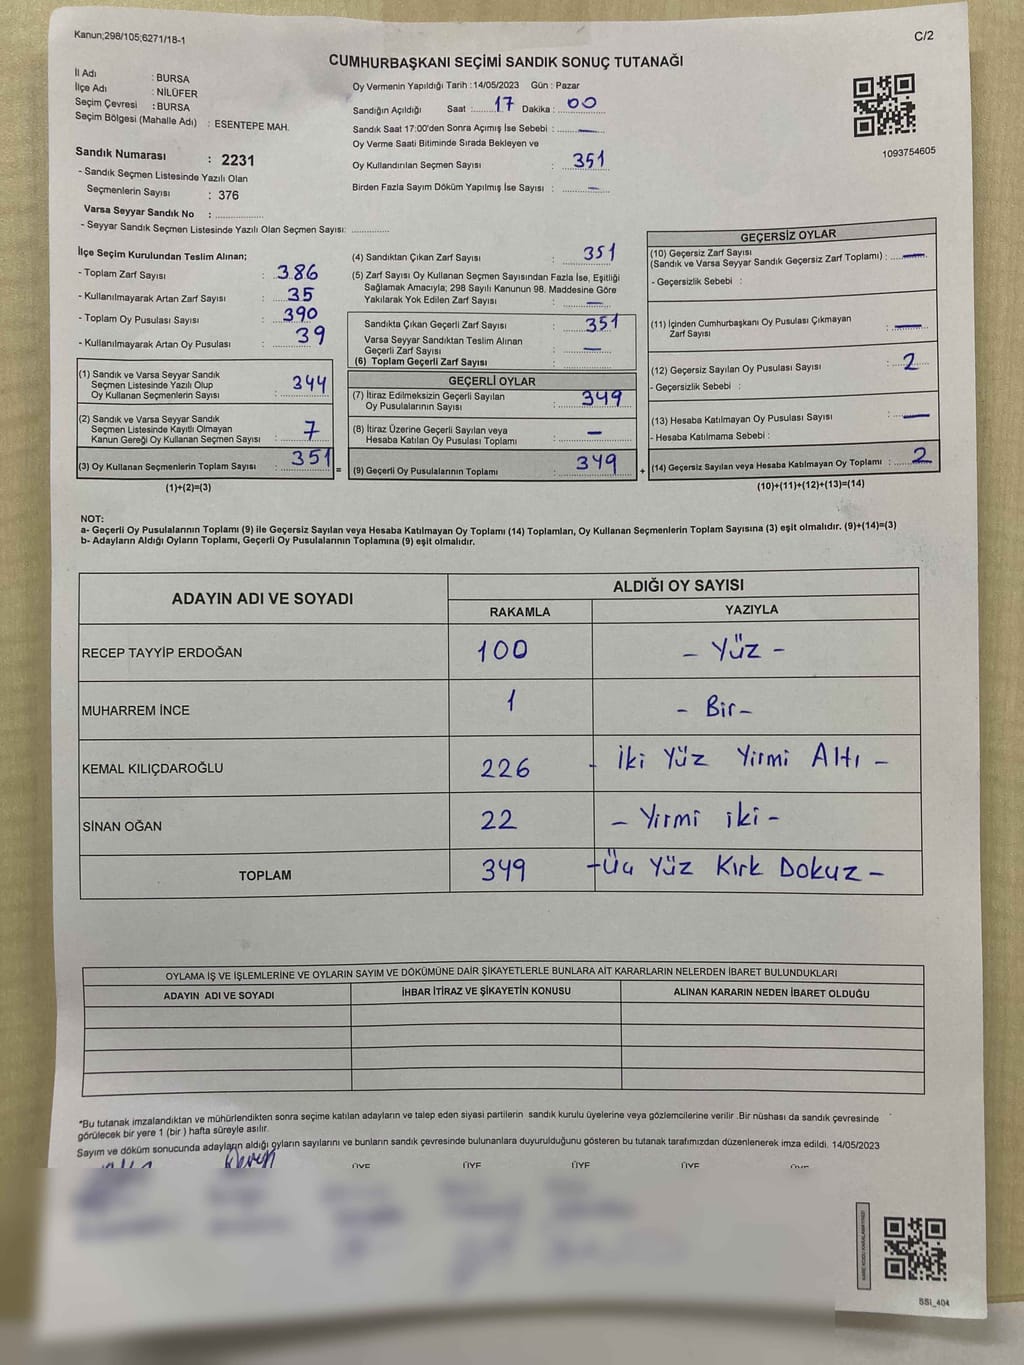 Kanun;298/105;6271/18-1
C/2
CUMHURBAŞKANI SEÇİMİ SANDIK SONUÇ TUTANAĞI
İl Adı : BURSA
İlçe Adı : NİLÜFER
Seçim Çevresi : BURSA
Seçim Bölgesi (Mahalle Adı) : ESENTEPE MAH.
Sandık Numarası : 2231
- Sandık Seçmen Listesinde Yazılı Olan
Seçmenlerin Sayısı : 376
Varsa Seyyar Sandık No : ................
- Seyyar Sandık Seçmen Listesinde Yazılı Olan Seçmen Sayısı: ............
Oy Vermenin Yapıldığı Tarih : 14/05/2023 Gün : Pazar
Sandığın Açıldığı Saat : 17 Dakika : 00
Sandık Saat 17:00'den Sonra Açımış İse Sebebi : —
Oy Verme Saati Bitiminde Sırada Bekleyen ve
Oy Kullandırılan Seçmen Sayısı : 351
Birden Fazla Sayım Döküm Yapılmış İse Sayısı : —
1093754605
İlçe Seçim Kurulundan Teslim Alınan;
- Toplam Zarf Sayısı : 386
- Kullanılmayarak Artan Zarf Sayısı : 35
- Toplam Oy Pusulası Sayısı : 390
- Kullanılmayarak Artan Oy Pusulası : 39
(1) Sandık ve Varsa Seyyar Sandık
Seçmen Listesinde Yazılı Olup
Oy Kullanan Seçmenlerin Sayısı : 344
(2) Sandık ve Varsa Seyyar Sandık
Seçmen Listesinde Kayıtlı Olmayan
Kanun Gereği Oy Kullanan Seçmen Sayısı : 7
(3) Oy Kullanan Seçmenlerin Toplam Sayısı : 351
(1)+(2)=(3)
=
(4) Sandıktan Çıkan Zarf Sayısı : 351
(5) Zarf Sayısı Oy Kullanan Seçmen Sayısından Fazla İse, Eşitliği
Sağlamak Amacıyla; 298 Sayılı Kanunun 98. Maddesine Göre
Yakılarak Yok Edilen Zarf Sayısı : —
Sandıkta Çıkan Geçerli Zarf Sayısı : 351
Varsa Seyyar Sandıktan Teslim Alınan
Geçerli Zarf Sayısı : —
(6) Toplam Geçerli Zarf Sayısı : ............
GEÇERLİ OYLAR
(7) İtiraz Edilmeksizin Geçerli Sayılan
Oy Pusulalarının Sayısı : 349
(8) İtiraz Üzerine Geçerli Sayılan veya
Hesaba Katılan Oy Pusulası Toplamı : —
(9) Geçerli Oy Pusulalarının Toplamı : 349
+
GEÇERSİZ OYLAR
(10) Geçersiz Zarf Sayısı
(Sandık ve Varsa Seyyar Sandık Geçersiz Zarf Toplamı) : —
- Geçersizlik Sebebi :
(11) İçinden Cumhurbaşkanı Oy Pusulası Çıkmayan
Zarf Sayısı : —
(12) Geçersiz Sayılan Oy Pusulası Sayısı : 2
- Geçersizlik Sebebi :
(13) Hesaba Katılmayan Oy Pusulası Sayısı : —
- Hesaba Katılmama Sebebi :
(14) Geçersiz Sayılan veya Hesaba Katılmayan Oy Toplamı : 2
(10)+(11)+(12)+(13)=(14)
NOT:
a- Geçerli Oy Pusulalarının Toplamı (9) ile Geçersiz Sayılan veya Hesaba Katılmayan Oy Toplamı (14) Toplamları, Oy Kullanan Seçmenlerin Toplam Sayısına (3) eşit olmalıdır. (9)+(14)=(3)
b- Adayların Aldığı Oyların Toplamı, Geçerli Oy Pusulalarının Toplamına (9) eşit olmalıdır.
ADAYIN ADI VE SOYADI ALDIĞI OY SAYISI
RAKAMLA YAZIYLA
RECEP TAYYİP ERDOĞAN 100 - Yüz -
MUHARREM İNCE 1 - Bir -
KEMAL KILIÇDAROĞLU 226 - İki Yüz Yirmi Altı -
SİNAN OĞAN 22 - Yirmi iki -
TOPLAM 349 - Üç Yüz Kırk Dokuz -
OYLAMA İŞ VE İŞLEMLERİNE VE OYLARIN SAYIM VE DÖKÜMÜNE DAİR ŞİKAYETLERLE BUNLARA AİT KARARLARIN NELERDEN İBARET BULUNDUKLARI
ADAYIN ADI VE SOYADI İHBAR İTİRAZ VE ŞİKAYETİN KONUSU ALINAN KARARIN NEDEN İBARET OLDUĞU
*Bu tutanak imzalandıktan ve mühürlendikten sonra seçime katılan adayların ve talep eden siyasi partilerin sandık kurulu üyelerine veya gözlemcilerine verilir .Bir nüshası da sandık çevresinde
görülecek bir yere 1 (bir ) hafta süreyle asılır.
Sayım ve döküm sonucunda adayların aldığı oyların sayılarını ve bunların sandık çevresinde bulunanlara duyurulduğunu gösteren bu tutanak tarafımızdan düzenlenerek imza edildi. 14/05/2023
ÜYE ÜYE ÜYE ÜYE ÜYE
SSI_404